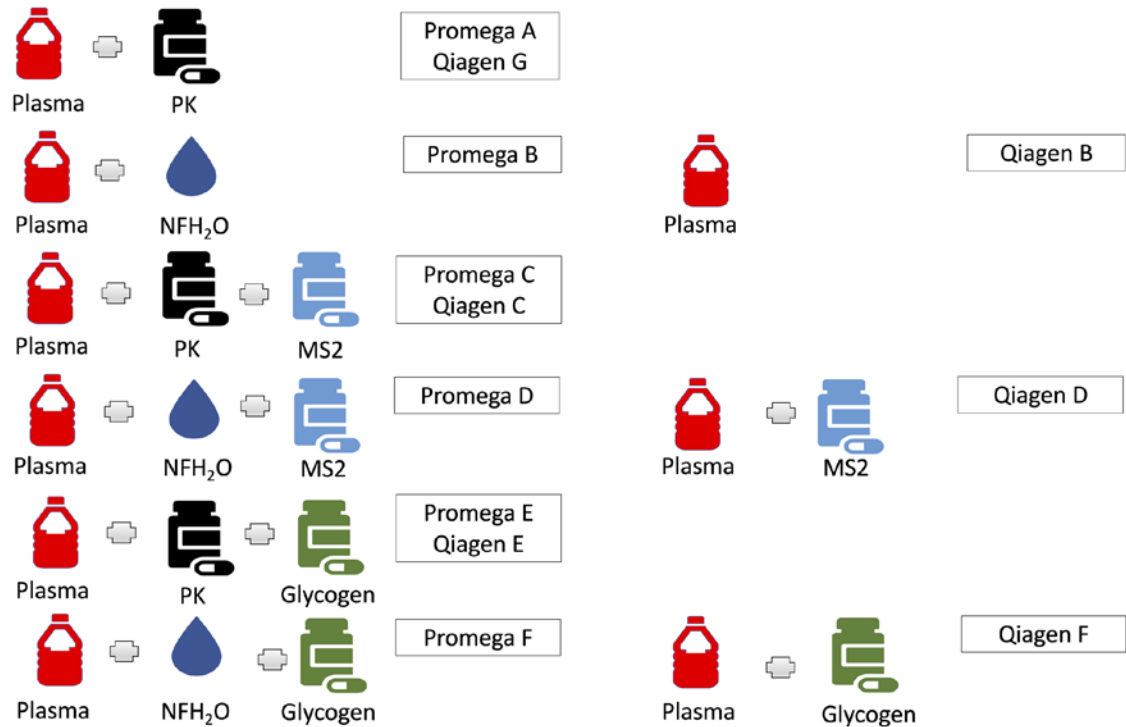 Promega A
Qiagen G
Plasma PK
Promega B
Qiagen B
Plasma NFH₂O
Plasma
Promega C
Qiagen C
Plasma PK MS2
Promega D
Qiagen D
Plasma NFH₂O MS2
Plasma MS2
Promega E
Qiagen E
Plasma PK Glycogen
Promega F
Qiagen F
Plasma NFH₂O Glycogen
Plasma Glycogen